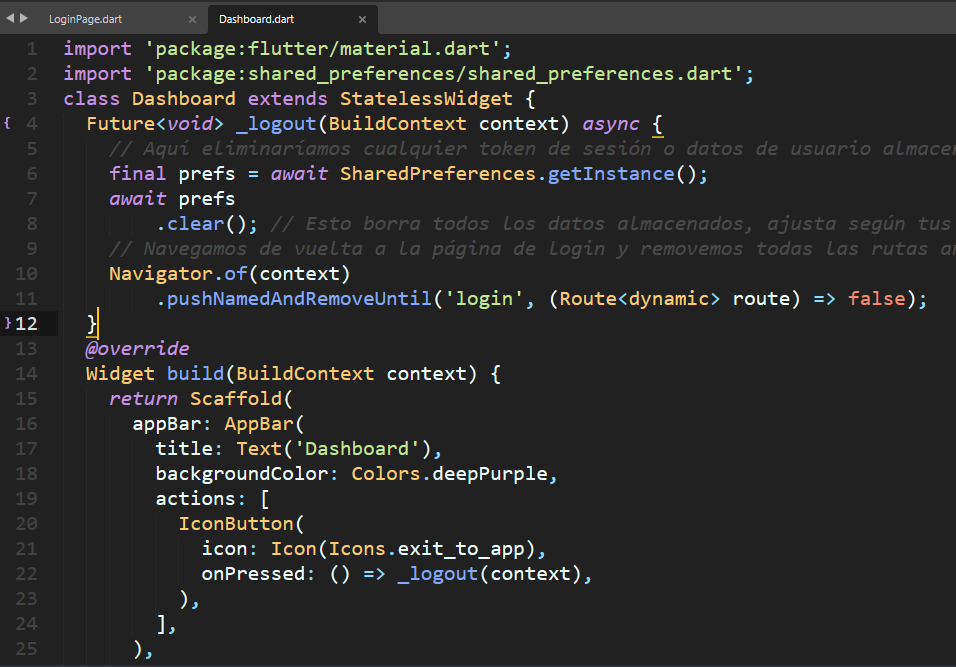 LoginPage.dart × Dashboard.dart ×
1 import 'package:flutter/material.dart';
2 import 'package:shared_preferences/shared_preferences.dart';
3 class Dashboard extends StatelessWidget {
{ 4 Future<void> _logout(BuildContext context) async {
5 // Aquí eliminaríamos cualquier token de sesión o datos de usuario
6 final prefs = await SharedPreferences.getInstance();
7 await prefs
8 .clear(); // Esto borra todos los datos almacenados, ajusta según tus
9 // Navegamos de vuelta a la página de login y removemos todas las rutas
10 Navigator.of(context)
11 .pushNamedAndRemoveUntil('login', (Route<dynamic> route) => false);
} 12 }
13 @override
14 Widget build(BuildContext context) {
15 return Scaffold(
16 appBar: AppBar(
17 title: Text('Dashboard'),
18 backgroundColor: Colors.deepPurple,
19 actions: [
20 IconButton(
21 icon: Icon(Icons.exit_to_app),
22 onPressed: () => _logout(context),
23 ),
24 ],
25 ),